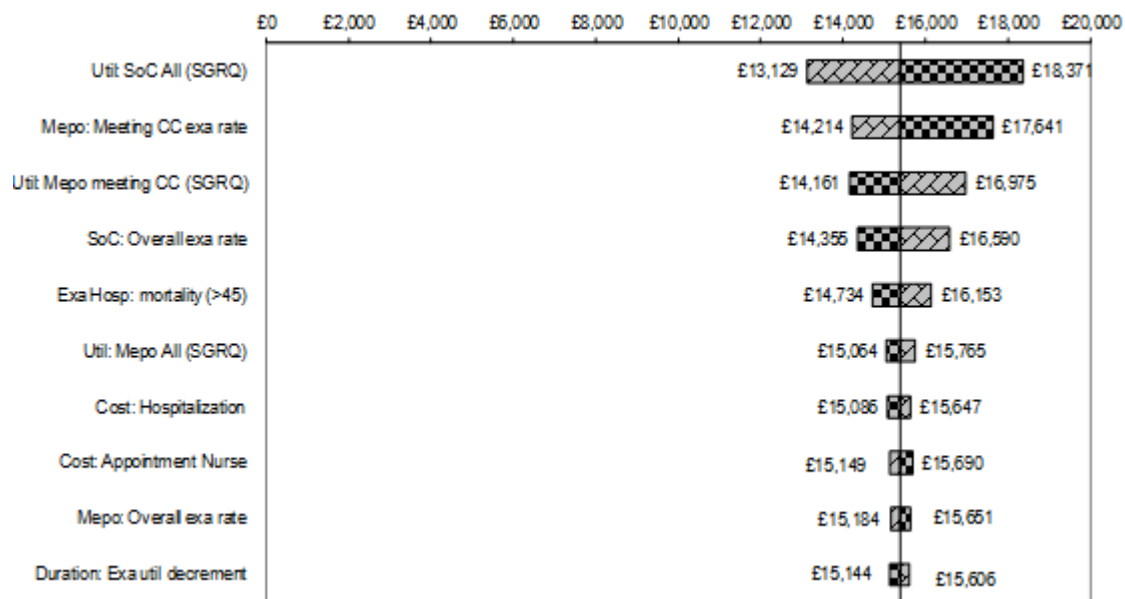 £0 £2,000 £4,000 £6,000 £8,000 £10,000 £12,000 £14,000 £16,000 £18,000 £20,000
Util: SoC All (SGRQ) £13,129 £18,371
Mepo: Meeting CC exa rate £14,214 £17,641
Util: Mepo meeting CC (SGRQ) £14,161 £16,975
SoC: Overall exa rate £14,355 £16,590
Exa Hosp: mortality (>45) £14,734 £16,153
Util: Mepo All (SGRQ) £15,064 £15,765
Cost: Hospitalization £15,086 £15,647
Cost: Appointment Nurse £15,149 £15,690
Mepo: Overall exa rate £15,184 £15,651
Duration: Exa util decrement £15,144 £15,606